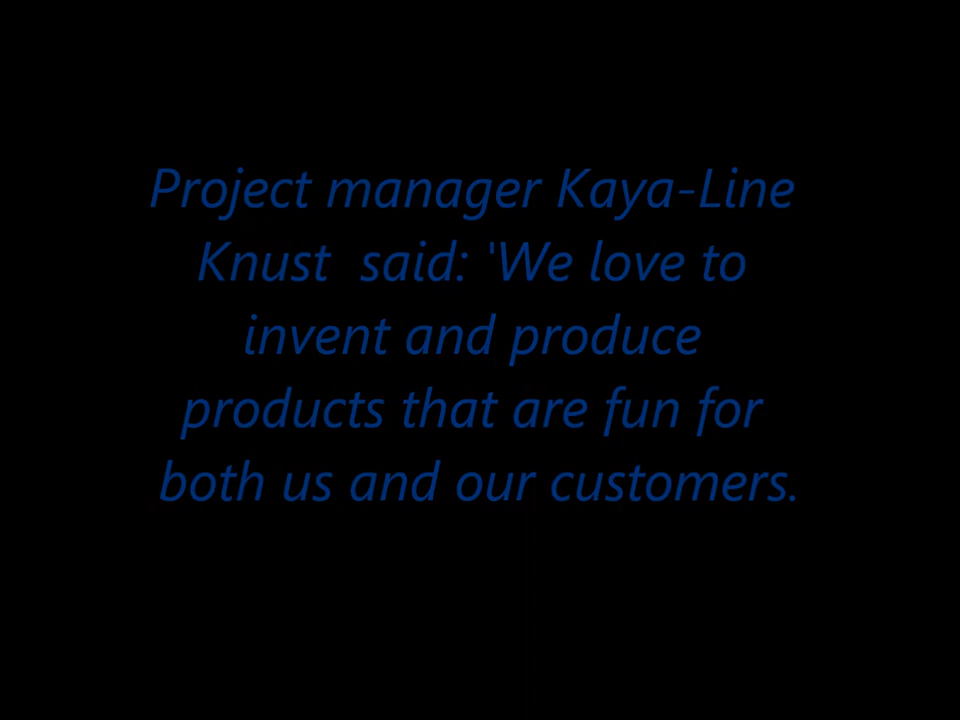 Project manager Kaya-Line
Knust  said: 'We love to
invent and produce
products that are fun for
both us and our customers.